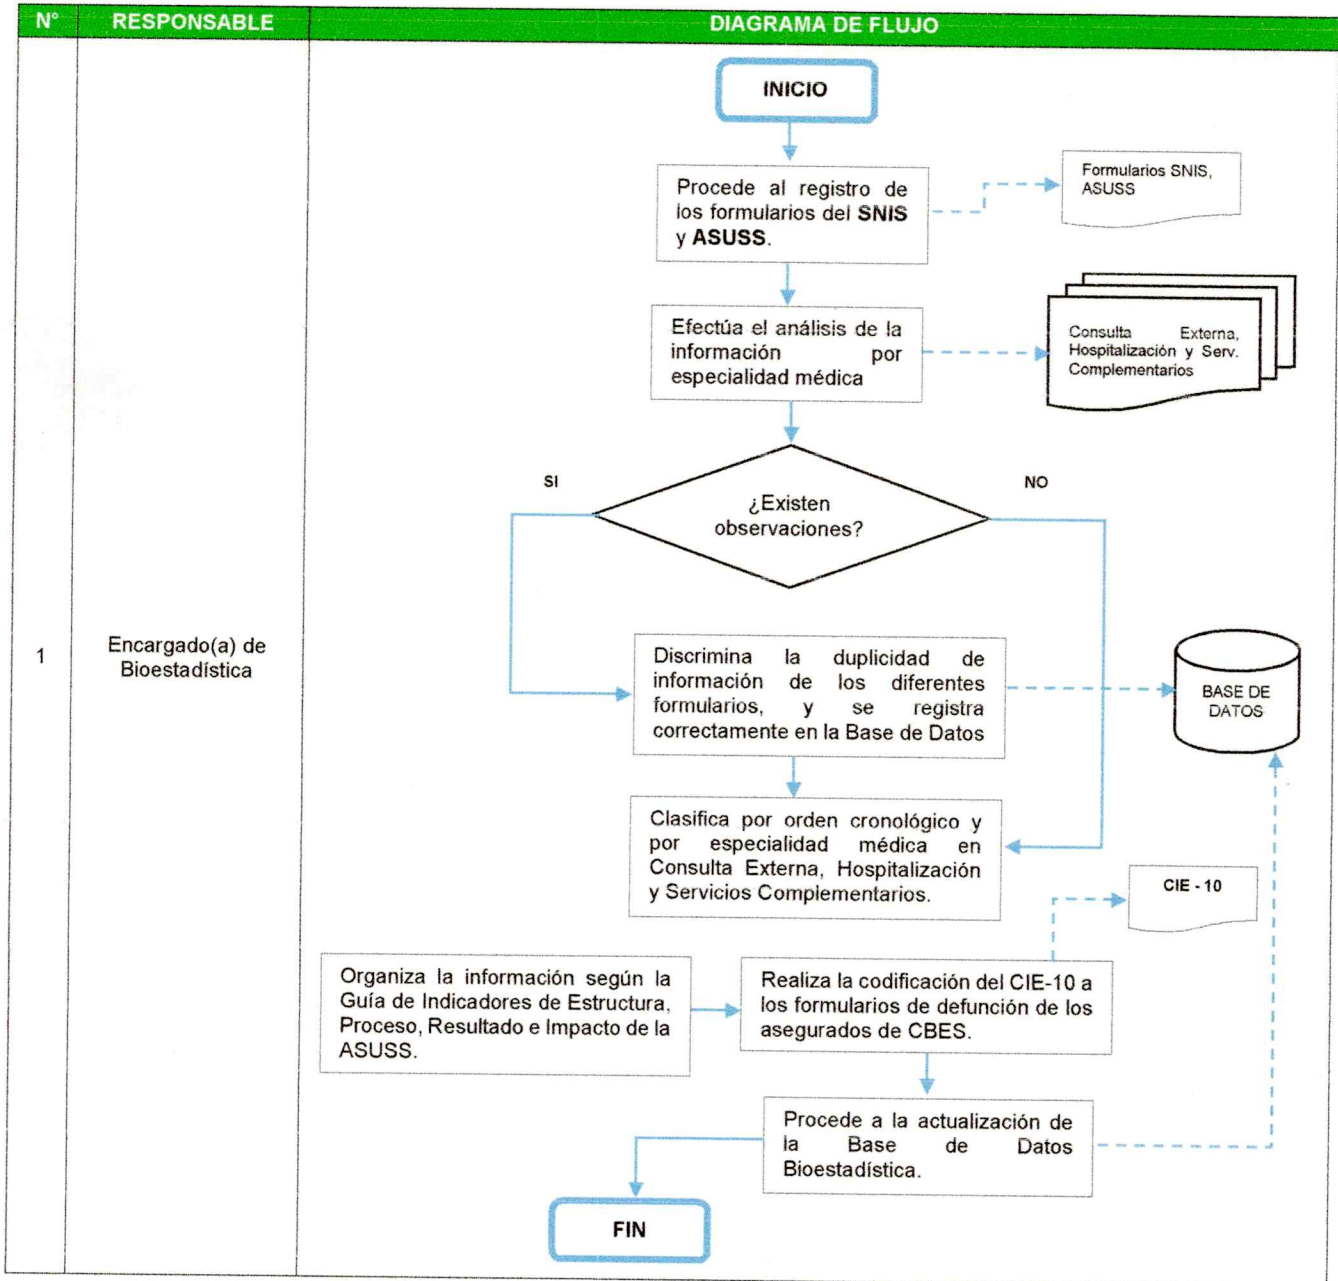 N° RESPONSABLE DIAGRAMA DE FLUJO
INICIO
Procede al registro de
los formularios del SNIS
y ASUSS.
Formularios SNIS,
ASUSS
Efectúa el análisis de la
información por
especialidad médica
Consulta Externa,
Hospitalización y Serv.
Complementarios
SI
NO
¿Existen
observaciones?
1
Encargado(a) de
Bioestadística
Discrimina la duplicidad de
información de los diferentes
formularios, y se registra
correctamente en la Base de Datos
BASE DE
DATOS
Clasifica por orden cronológico y
por especialidad médica en
Consulta Externa, Hospitalización
y Servicios Complementarios.
CIE - 10
Organiza la información según la
Guía de Indicadores de Estructura,
Proceso, Resultado e Impacto de la
ASUSS.
Realiza la codificación del CIE-10 a
los formularios de defunción de los
asegurados de CBES.
Procede a la actualización de
la Base de Datos
Bioestadística.
FIN